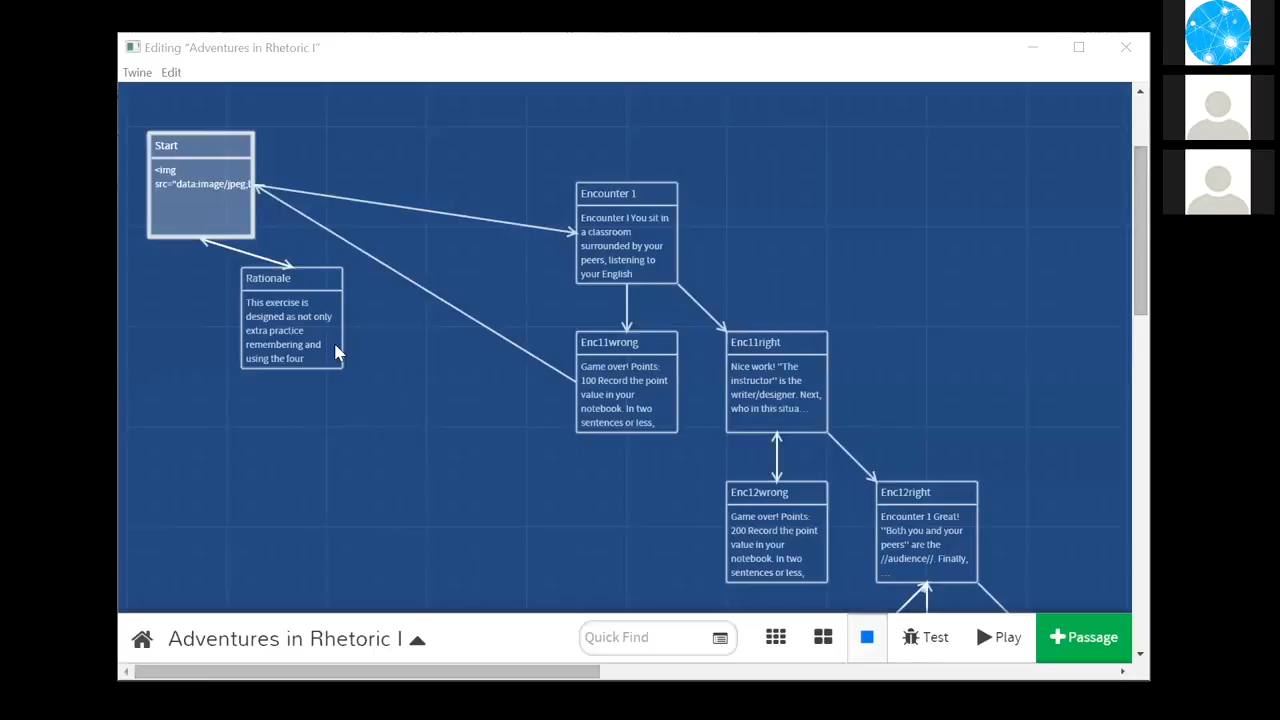 Editing "Adventures in Rhetoric I"
Twine Edit
Start
<img
src="data:image/jpeg,b
Rationale
This exercise is
designed as not only
extra practice
remembering and
using the four
Encounter 1
Encounter I You sit in
a classroom
surrounded by your
peers, listening to
your English
Enc11wrong
Game over! Points:
100 Record the point
value in your
notebook. In two
sentences or less,
Enc11right
Nice work! "The
instructor" is the
writer/designer. Next,
who in this situa…
Enc12wrong
Game over! Points:
200 Record the point
value in your
notebook. In two
sentences or less,
Enc12right
Encounter 1 Great!
"Both you and your
peers" are the
//audience//. Finally,
…
Adventures in Rhetoric I
Quick Find
Test
Play
Passage